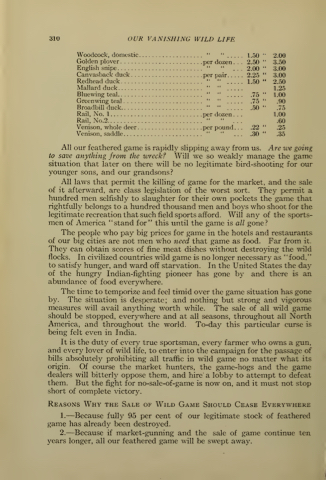 310 OUR VANISHING WILD LIFE
Woodcock, domestic.................. " " ..... 1.50 " 2.00
Golden plover.........................per dozen... 2.50 " 3.50
English snipe........................... " " ..... 2.00 " 3.00
Canvasback duck......................per pair..... 2.25 " 3.00
Redhead duck........................... " " ..... 1.50 " 2.50
Mallard duck............................ " " ..... 1.25
Bluewing teal............................ " " ..... .75 " 1.00
Greenwing teal ........................ " " ..... .75 " .90
Broadbill duck.......................... " " ..... .50 " .75
Rail, No. 1...............................per dozen... 1.00
Rail, No.2................................ " " ..... .60
Venison, whole deer..................per pound... .22 " .25
Venison, saddle........................ " " ..... .30 " .35
All our feathered game is rapidly slipping away from us. Are we going
to save anything from the wreck? Will we so weakly manage the game
situation that later on there will be no legitimate bird-shooting for our
younger sons, and our grandsons?
All laws that permit the killing of game for the market, and the sale
of it afterward, are class legislation of the worst sort. They permit a
hundred men selfishly to slaughter for their own pockets the game that
rightfully belongs to a hundred thousand men and boys who shoot for the
legitimate recreation that such field sports afford. Will any of the sports-
men of America "stand for" this until the game is all gone?
The people who pay big prices for game in the hotels and restaurants
of our big cities are not men who need that game as food. Far from it.
They can obtain scores of fine meat dishes without destroying the wild
flocks. In civilized countries wild game is no longer necessary as "food,"
to satisfy hunger, and ward off starvation. In the United States the day
of the hungry Indian-fighting pioneer has gone by and there is an
abundance of food everywhere.
The time to temporise and feel timid over the game situation has gone
by. The situation is desperate; and nothing but strong and vigorous
measures will avail anything worth while. The sale of all wild game
should be stopped, everywhere and at all seasons, throughout all North
America, and throughout the world. To-day this particular curse is
being felt even in India.
It is the duty of every true sportsman, every farmer who owns a gun,
and every lover of wild life, to enter into the campaign for the passage of
bills absolutely prohibiting all traffic in wild game no matter what its
origin. Of course the market hunters, the game-hogs and the game
dealers will bitterly oppose them, and hire a lobby to attempt to defeat
them. But the fight for no-sale-of-game is now on, and it must not stop
short of complete victory.
Reasons Why the Sale of Wild Game Should Cease Everywhere
1.—Because fully 95 per cent of our legitimate stock of feathered
game has already been destroyed.
2.—Because if market-gunning and the sale of game continue ten
years longer, all our feathered game will be swept away.